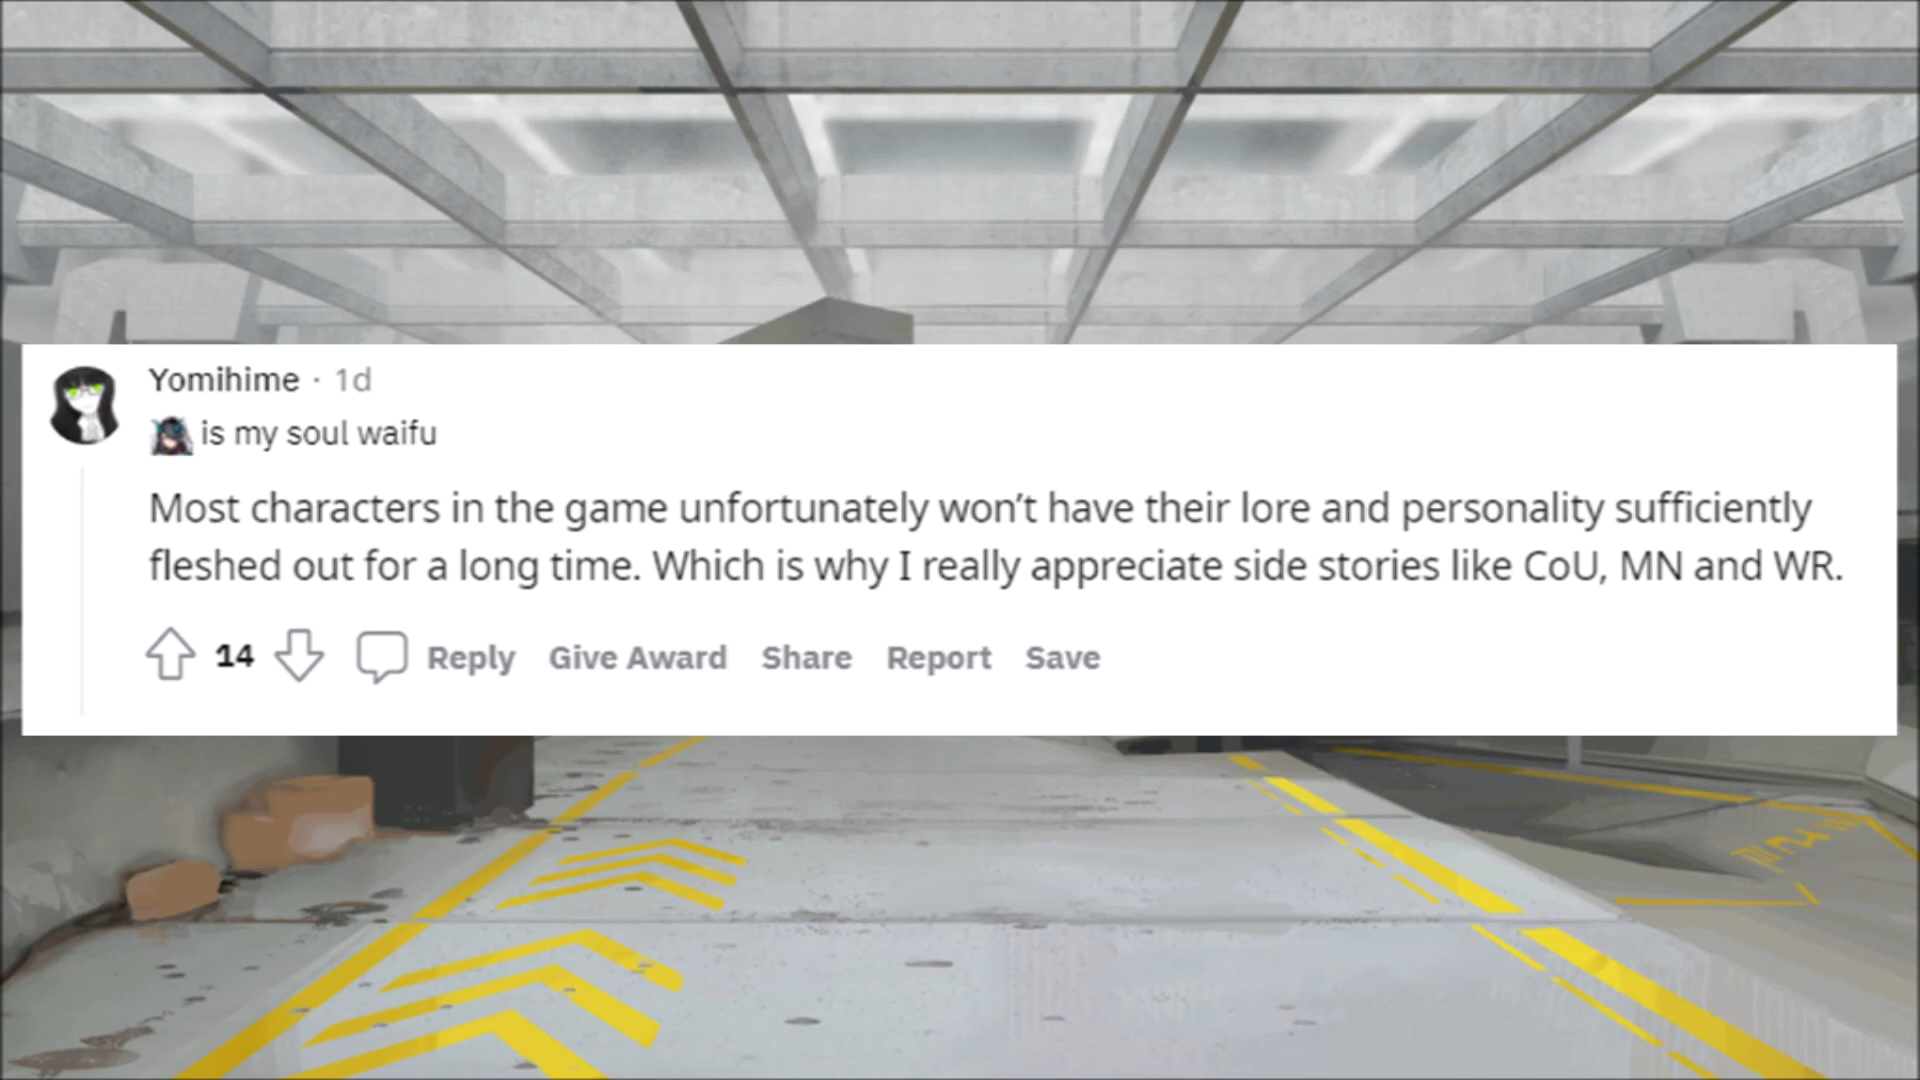 Yomihime · 1d
is my soul waifu
Most characters in the game unfortunately won’t have their lore and personality sufficiently
fleshed out for a long time. Which is why I really appreciate side stories like CoU, MN and WR.
14 Reply Give Award Share Report Save